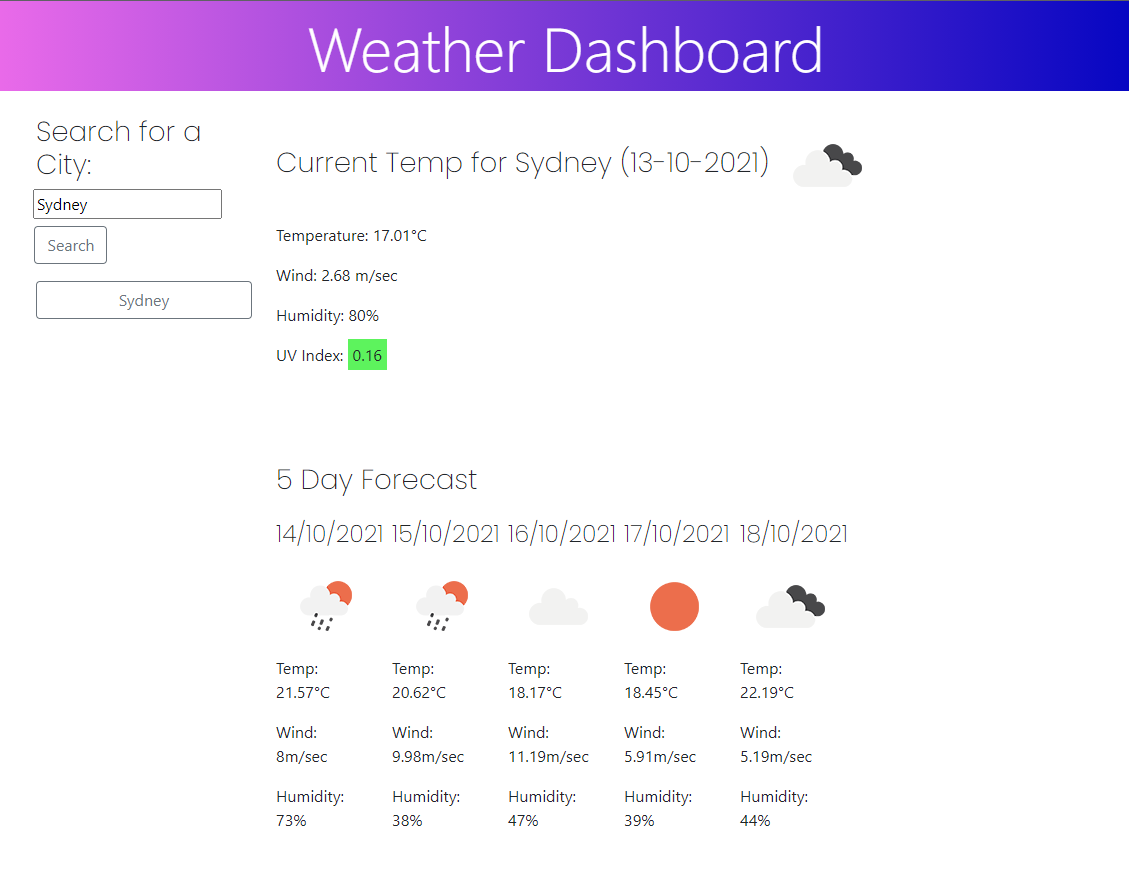 Weather Dashboard
Search for a
City:
Sydney
Search
Sydney
Current Temp for Sydney (13-10-2021)
Temperature: 17.01°C
Wind: 2.68 m/sec
Humidity: 80%
UV Index: 0.16
5 Day Forecast
14/10/2021 15/10/2021 16/10/2021 17/10/2021 18/10/2021
Temp: Temp: Temp: Temp: Temp:
21.57°C 20.62°C 18.17°C 18.45°C 22.19°C
Wind: Wind: Wind: Wind: Wind:
8m/sec 9.98m/sec 11.19m/sec 5.91m/sec 5.19m/sec
Humidity: Humidity: Humidity: Humidity: Humidity:
73% 38% 47% 39% 44%